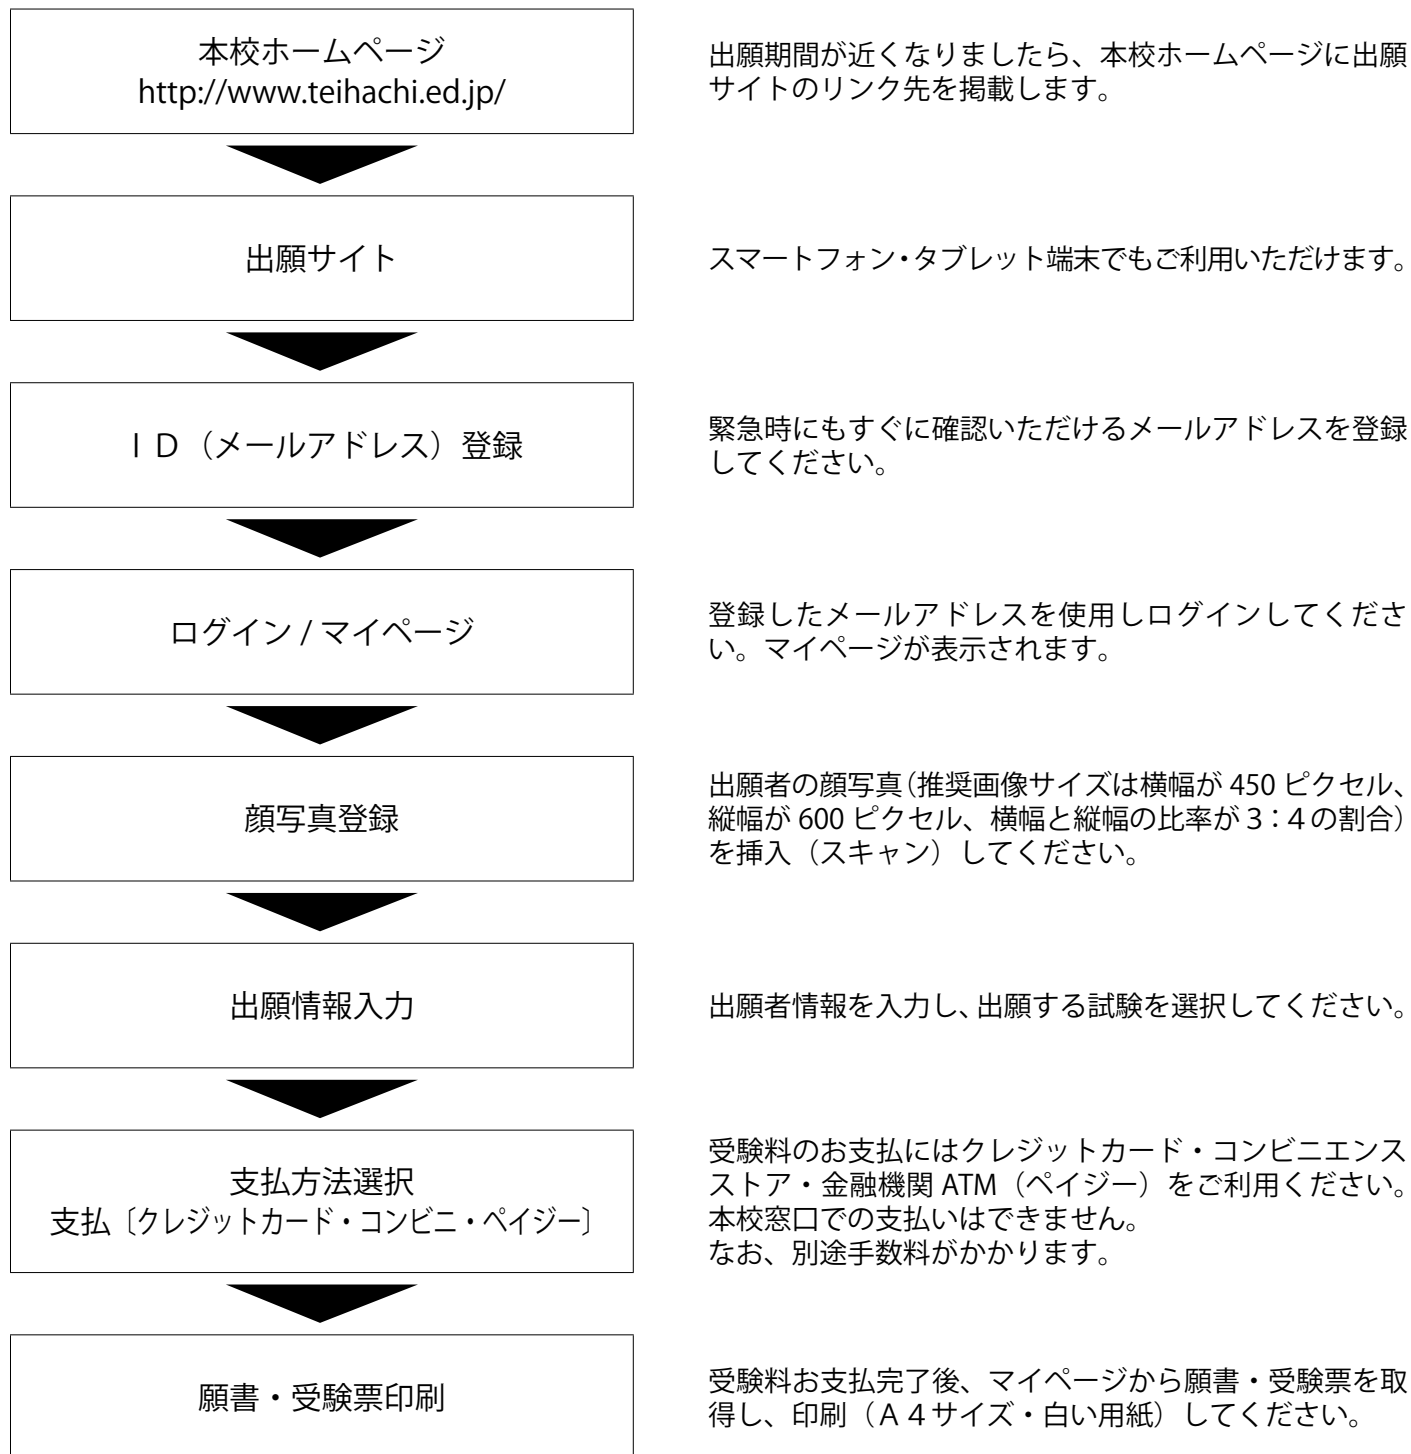 本校ホームページ
http://www.teihachi.ed.jp/
出願期間が近くなりましたら、本校ホームページに出願
サイトのリンク先を掲載します。
出願サイト
スマートフォン・タブレット端末でもご利用いただけます。
ＩＤ（メールアドレス）登録
緊急時にもすぐに確認いただけるメールアドレスを登録
してください。
ログイン / マイページ
登録したメールアドレスを使用しログインしてくださ
い。マイページが表示されます。
顔写真登録
出願者の顔写真（推奨画像サイズは横幅が 450 ピクセル、
縦幅が 600 ピクセル、横幅と縦幅の比率が３：４の割合）
を挿入（スキャン）してください。
出願情報入力
出願者情報を入力し、出願する試験を選択してください。
支払方法選択
支払〔クレジットカード・コンビニ・ペイジー〕
受験料のお支払にはクレジットカード・コンビニエンス
ストア・金融機関 ATM（ペイジー）をご利用ください。
本校窓口での支払いはできません。
なお、別途手数料がかかります。
願書・受験票印刷
受験料お支払完了後、マイページから願書・受験票を取
得し、印刷（Ａ４サイズ・白い用紙）してください。